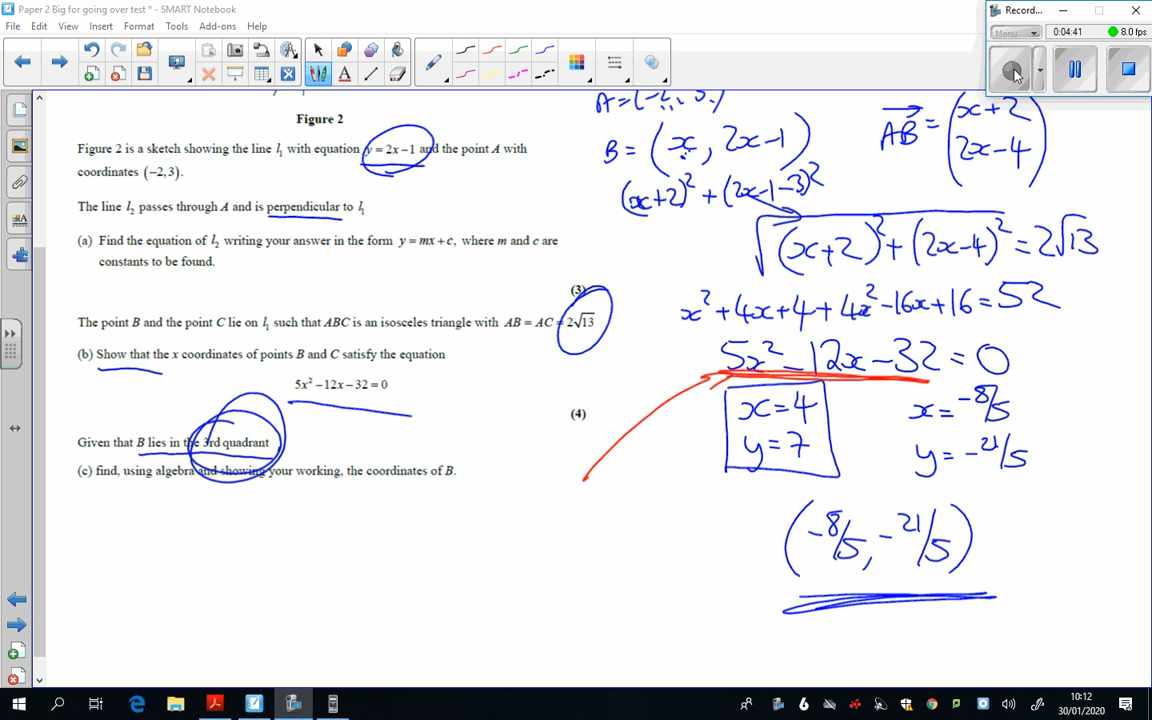 Paper 2 Big for going over test * - SMART Notebook
File Edit View Insert Format Tools Add-ons Help
Record...
Menu 0:04:41 8.0 fps
Figure 2
Figure 2 is a sketch showing the line l₁ with equation y = 2x−1 and the point A with
coordinates (−2,3).
The line l₂ passes through A and is perpendicular to l₁
(a) Find the equation of l₂ writing your answer in the form y = mx + c, where m and c are
constants to be found.
(3)
The point B and the point C lie on l₁ such that ABC is an isosceles triangle with AB = AC = 2√13
(b) Show that the x coordinates of points B and C satisfy the equation
5x² −12x−32 = 0
(4)
Given that B lies in the 3rd quadrant
(c) find, using algebra and showing your working, the coordinates of B.
B = (x, 2x-1)
AB = (x+2
2x-4)
(x+2)² + (2x-1-3)²
√(x+2)²+(2x-4)² = 2√13
x²+4x+4+4x²-16x+16 = 52
5x² - 12x - 32 = 0
x = 4 x = -8/5
y = 7 y = -21/5
(-8/5, -21/5)
10:12
30/01/2020